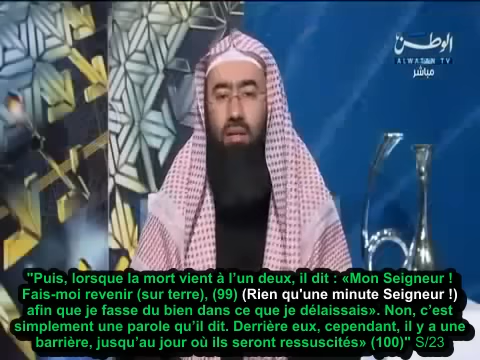 الوطن
ALWATAN TV
مباشر
"Puis, lorsque la mort vient à l’un deux, il dit : «Mon Seigneur !
Fais-moi revenir (sur terre), (99) (Rien qu'une minute Seigneur !)
afin que je fasse du bien dans ce que je délaissais». Non, c’est
simplement une parole qu’il dit. Derrière eux, cependant, il y a une
barrière, jusqu’au jour où ils seront ressuscités» (100)" S/23